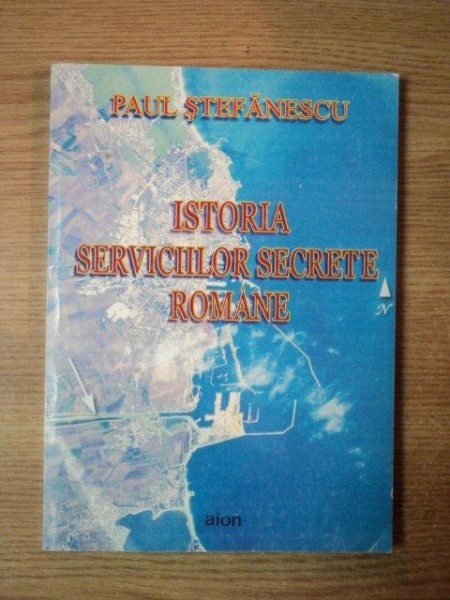 PAUL ŞTEFĂNESCU
ISTORIA
SERVICIILOR SECRETE
ROMÂNE
N
aion